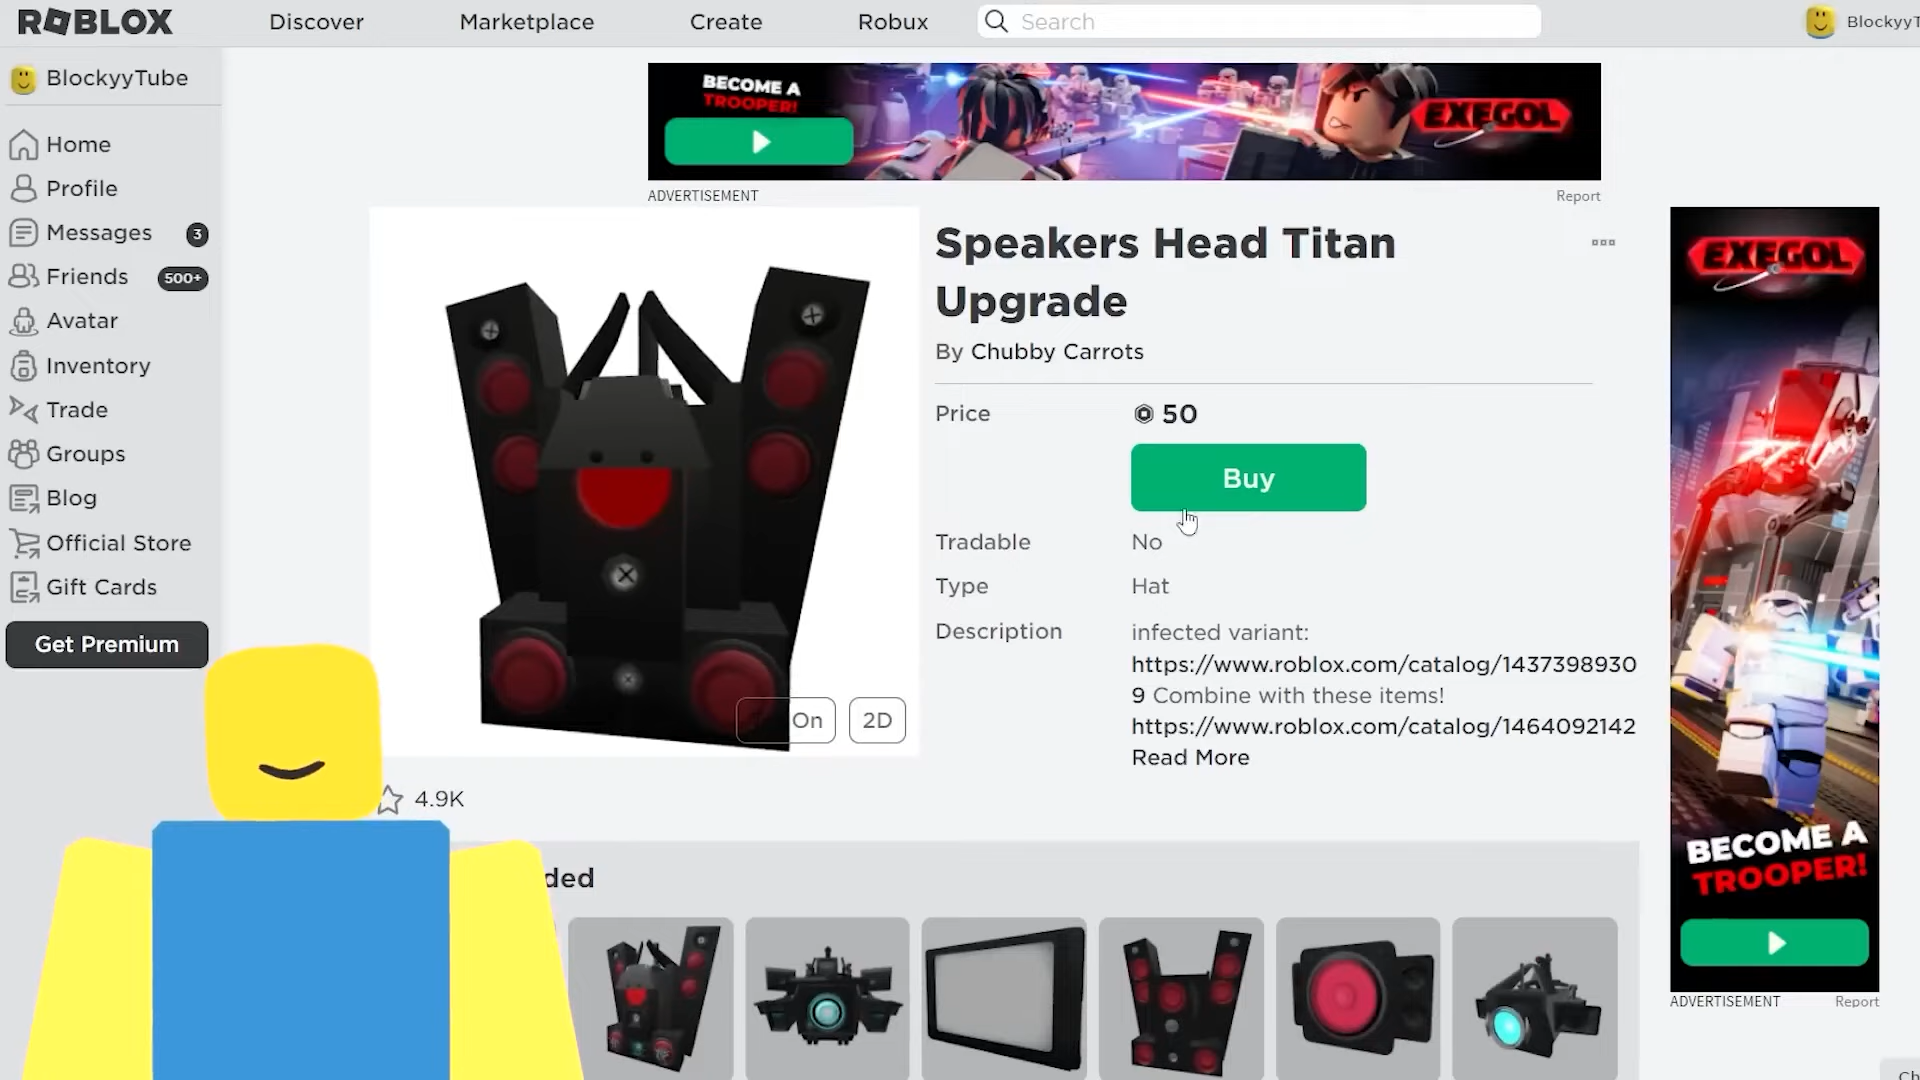 ROBLOX
Discover
Marketplace
Create
Robux
Search
BlockyyT
BlockyyTube
Home
Profile
Messages
3
Friends
500+
Avatar
Inventory
Trade
Groups
Blog
Official Store
Gift Cards
Get Premium
BECOME A
TROOPER!
EXEGOL
ADVERTISEMENT
Report
Speakers Head Titan
Upgrade
By Chubby Carrots
Price
50
Buy
Tradable
No
Type
Hat
Description
infected variant:
https://www.roblox.com/catalog/1437398930
9 Combine with these items!
https://www.roblox.com/catalog/1464092142
Read More
On
2D
4.9K
ded
EXEGOL
BECOME A
TROOPER!
ADVERTISEMENT
Report
Ch